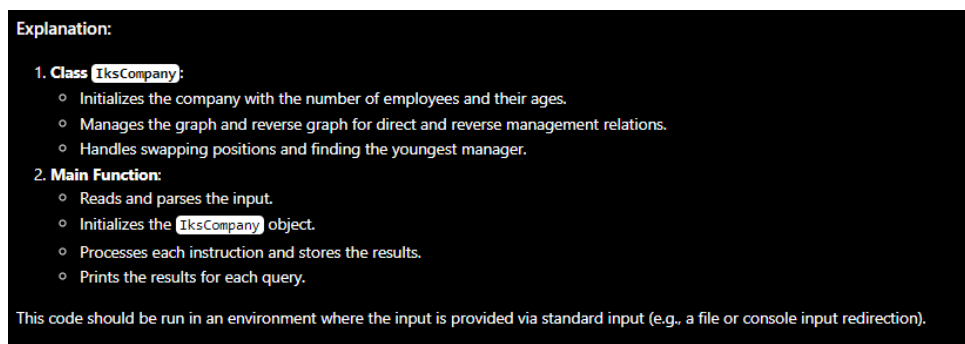 Explanation:
1. Class IksCompany:
Initializes the company with the number of employees and their ages.
Manages the graph and reverse graph for direct and reverse management relations.
Handles swapping positions and finding the youngest manager.
2. Main Function:
Reads and parses the input.
Initializes the IksCompany object.
Processes each instruction and stores the results.
Prints the results for each query.
This code should be run in an environment where the input is provided via standard input (e.g., a file or console input redirection).